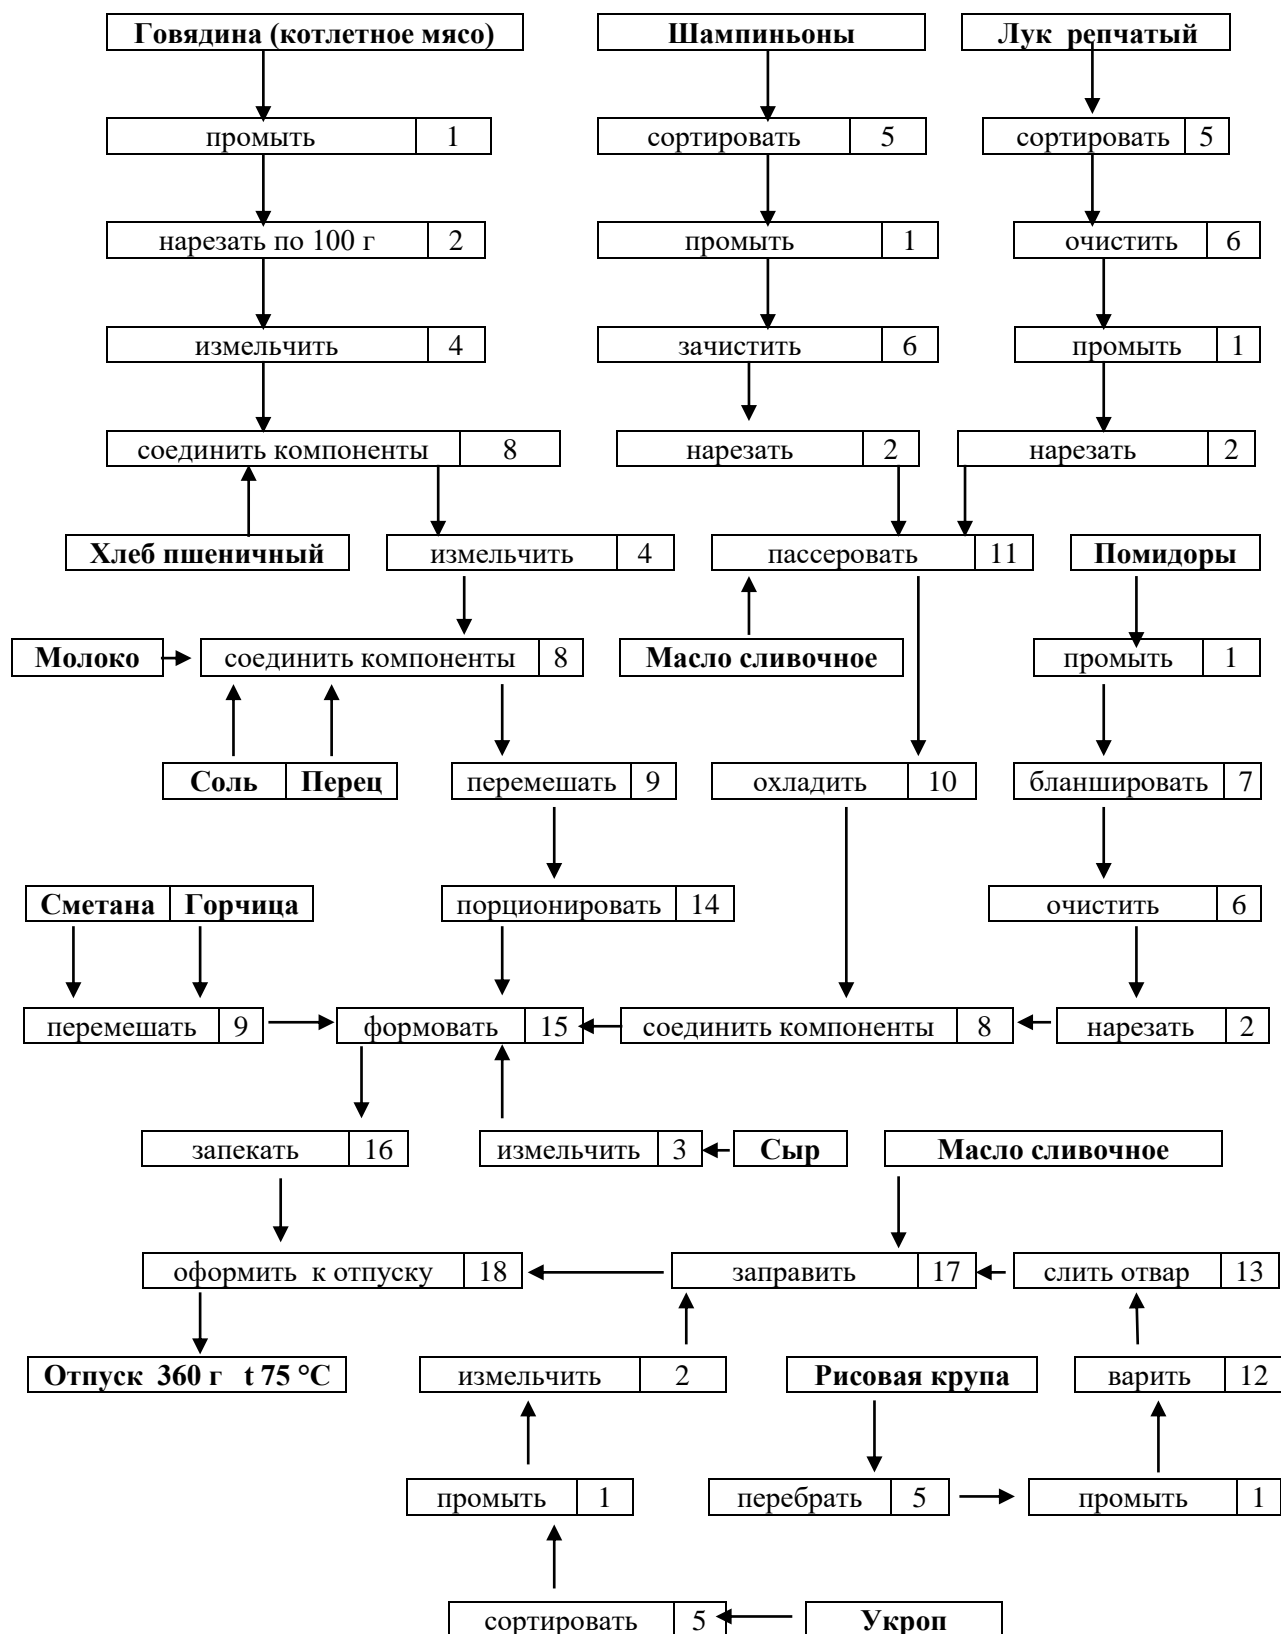 Говядина (котлетное мясо) Шампиньоны Лук репчатый
промыть 1 сортировать 5 сортировать 5
нарезать по 100 г 2 промыть 1 очистить 6
измельчить 4 зачистить 6 промыть 1
соединить компоненты 8 нарезать 2 нарезать 2
Хлеб пшеничный измельчить 4 пассеровать 11 Помидоры
Молоко соединить компоненты 8 Масло сливочное промыть 1
Соль Перец перемешать 9 охладить 10 бланшировать 7
Сметана Горчица порционировать 14 очистить 6
перемешать 9 формовать 15 соединить компоненты 8 нарезать 2
запекать 16 измельчить 3 Сыр Масло сливочное
оформить к отпуску 18 заправить 17 слить отвар 13
Отпуск 360 г t 75 °С измельчить 2 Рисовая крупа варить 12
промыть 1 перебрать 5 промыть 1
сортировать 5 Укроп